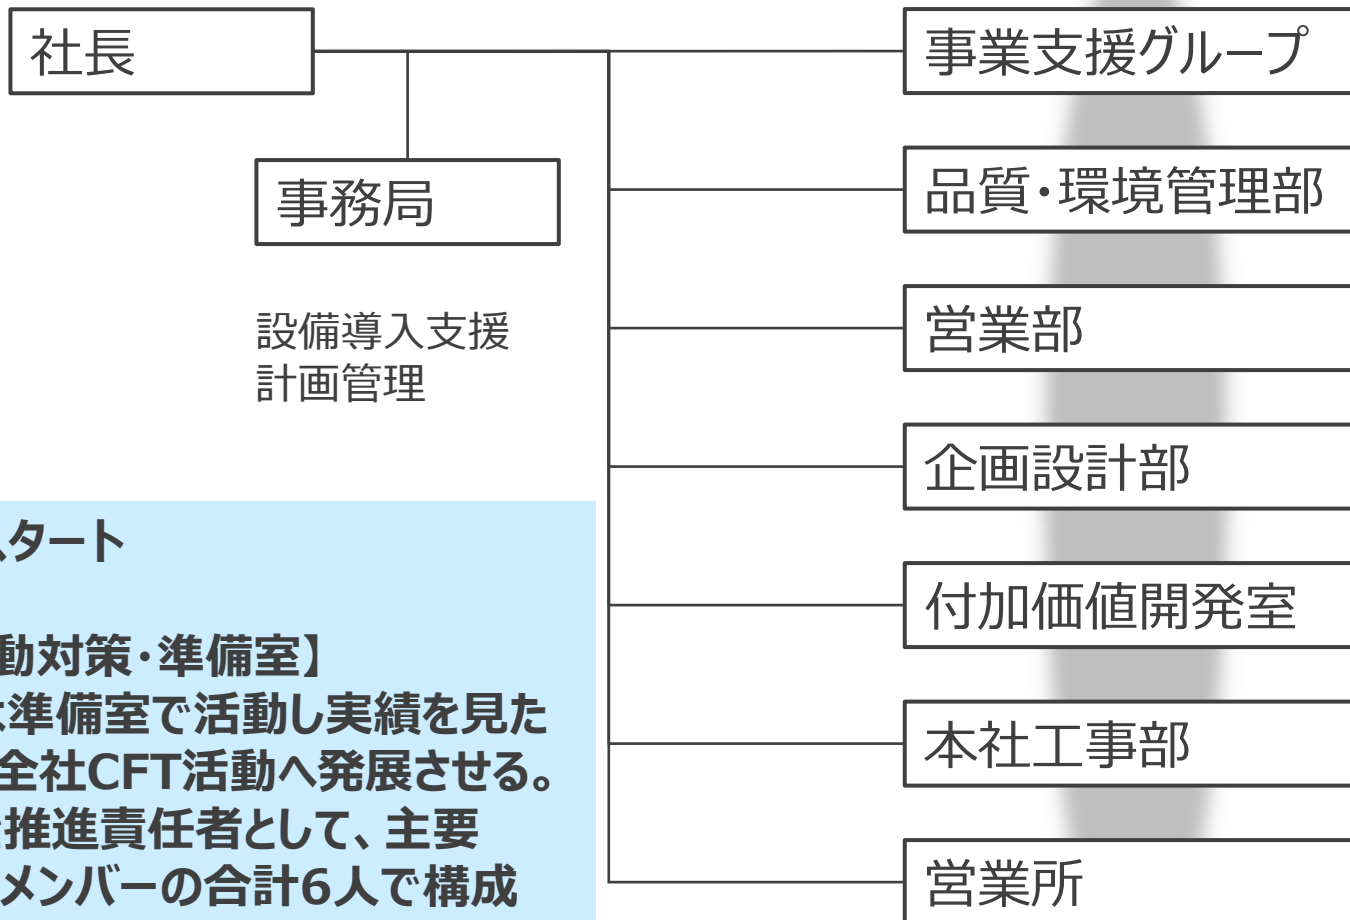 社長
事務局
設備導入支援
計画管理
事業支援グループ
品質・環境管理部
営業部
企画設計部
付加価値開発室
本社工事部
営業所
スタート
動対策・準備室】
準備室で活動し実績を見た
全社CFT活動へ発展させる。
推進責任者として、主要
メンバーの合計6人で構成